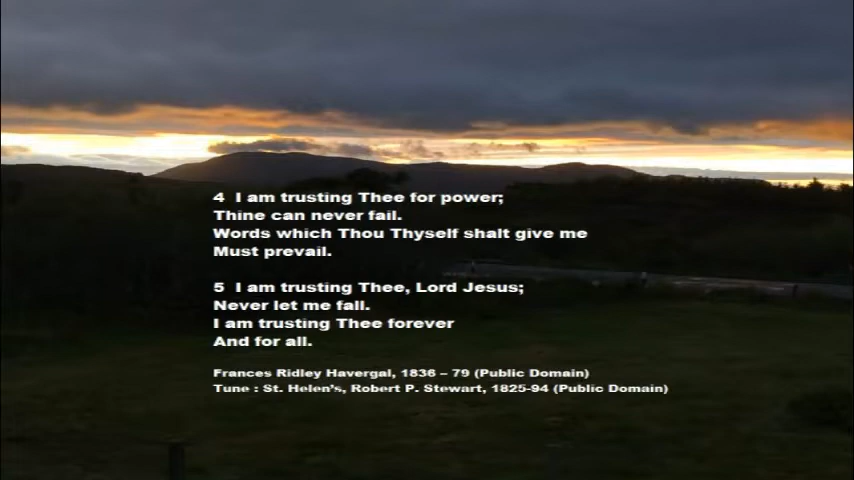 4 I am trusting Thee for power;
Thine can never fail.
Words which Thou Thyself shalt give me
Must prevail.
5 I am trusting Thee, Lord Jesus;
Never let me fall.
I am trusting Thee forever
And for all.
Frances Ridley Havergal, 1836 – 79 (Public Domain)
Tune : St. Helen's, Robert P. Stewart, 1825-94 (Public Domain)